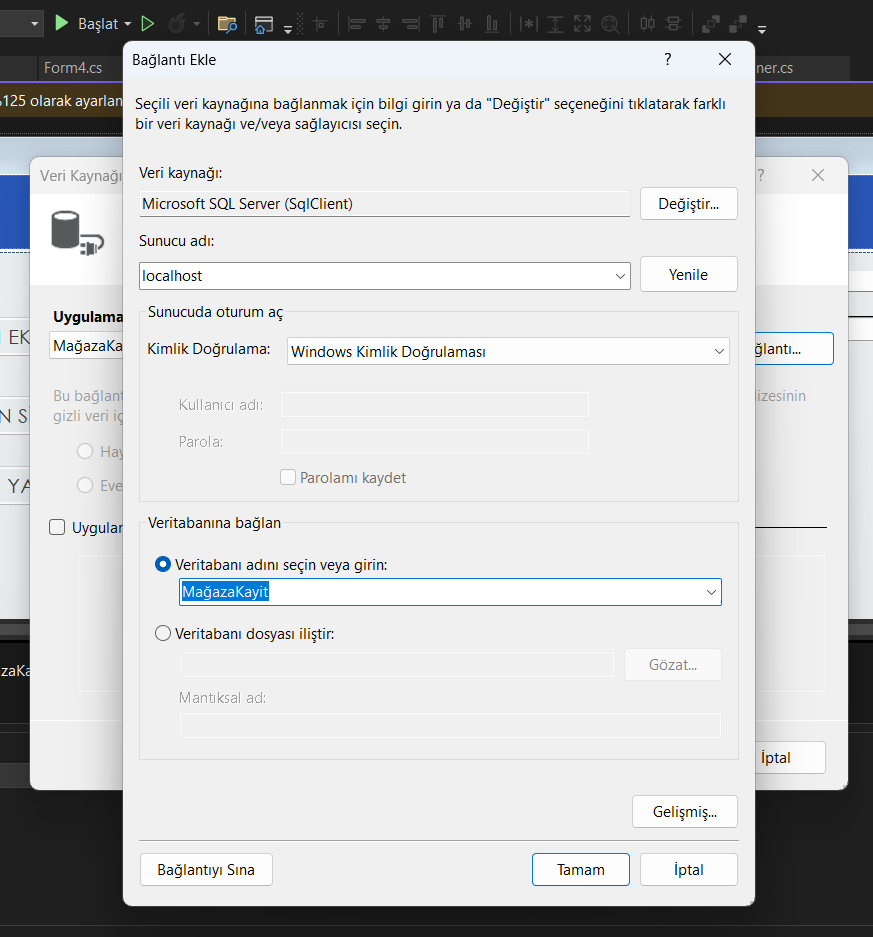 Başlat
Form4.cs
ner.cs
%125 olarak ayarlan
Bağlantı Ekle
?
Seçili veri kaynağına bağlanmak için bilgi girin ya da "Değiştir" seçeneğini tıklatarak farklı
bir veri kaynağı ve/veya sağlayıcısı seçin.
Veri kaynağı:
Microsoft SQL Server (SqlClient)
Değiştir...
Sunucu adı:
localhost
Yenile
Sunucuda oturum aç
Kimlik Doğrulama:
Windows Kimlik Doğrulaması
Kullanıcı adı:
Parola:
Parolamı kaydet
Veritabanına bağlan
Veritabanı adını seçin veya girin:
MağazaKayit
Veritabanı dosyası iliştir:
Gözat...
Mantıksal ad:
Gelişmiş...
Bağlantıyı Sına
Tamam
İptal
Veri Kaynağı
?
Uygulama
MağazaKa
ğlantı...
Bu bağlant
izesinin
gizli veri iç
Hay
Eve
Uygular
İptal
EK
N S
YA
zaKa